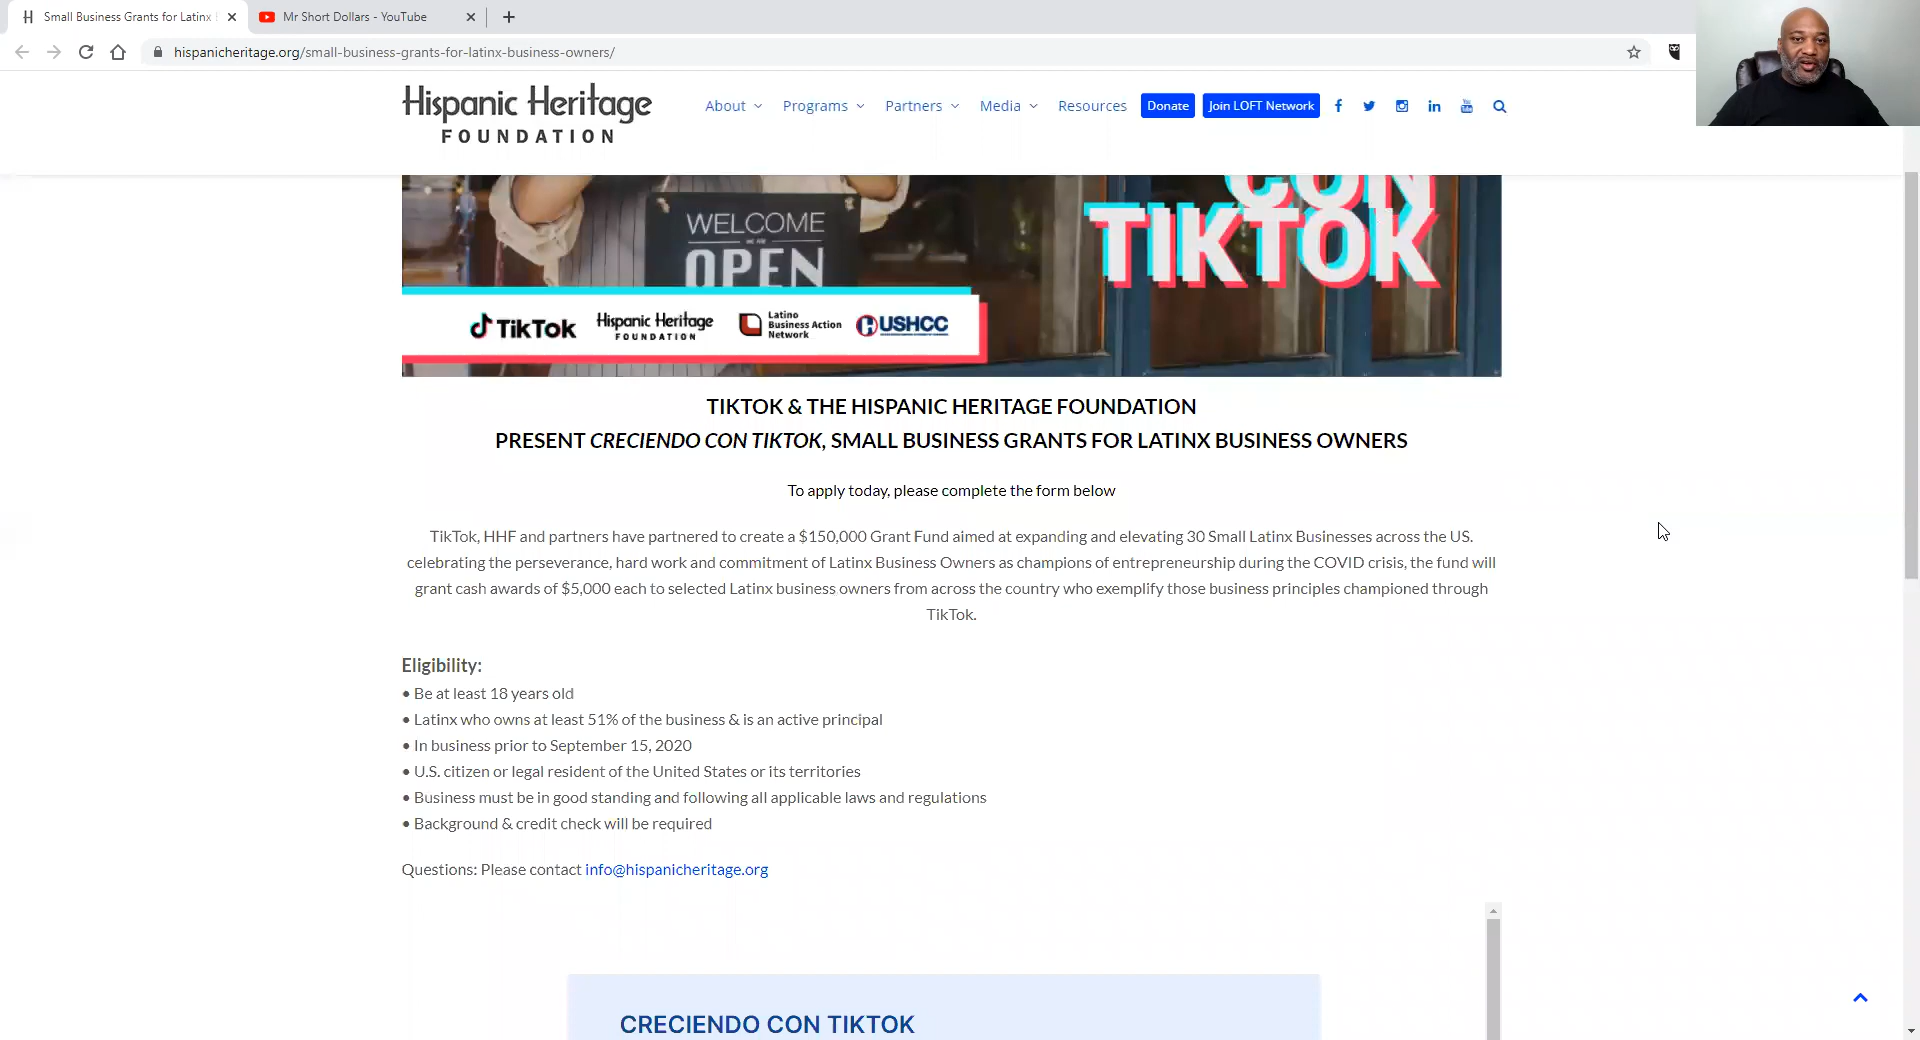 Small Business Grants for Latinx
Mr Short Dollars - YouTube
hispanicheritage.org/small-business-grants-for-latinx-business-owners/
Hispanic Heritage
FOUNDATION
About
Programs
Partners
Media
Resources
Donate
Join LOFT Network
CON
TIKTOK
WELCOME
WE ARE
OPEN
TikTok
Hispanic Heritage
FOUNDATION
Latino
Business Action
Network
USHCC
TIKTOK & THE HISPANIC HERITAGE FOUNDATION
PRESENT CRECIENDO CON TIKTOK, SMALL BUSINESS GRANTS FOR LATINX BUSINESS OWNERS
To apply today, please complete the form below
TikTok, HHF and partners have partnered to create a $150,000 Grant Fund aimed at expanding and elevating 30 Small Latinx Businesses across the US.
celebrating the perseverance, hard work and commitment of Latinx Business Owners as champions of entrepreneurship during the COVID crisis, the fund will
grant cash awards of $5,000 each to selected Latinx business owners from across the country who exemplify those business principles championed through
TikTok.
Eligibility:
• Be at least 18 years old
• Latinx who owns at least 51% of the business & is an active principal
• In business prior to September 15, 2020
• U.S. citizen or legal resident of the United States or its territories
• Business must be in good standing and following all applicable laws and regulations
• Background & credit check will be required
Questions: Please contact info@hispanicheritage.org
CRECIENDO CON TIKTOK